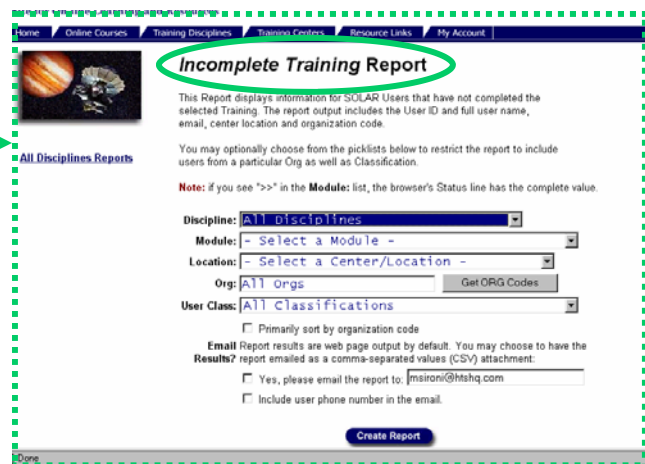 Home Online Courses Training Disciplines Training Centers Resource Links My Account
Incomplete Training Report
This Report displays information for SOLAR Users that have not completed the
selected Training. The report output includes the User ID and full user name,
email, center location and organization code.
All Disciplines Reports
You may optionally choose from the picklists below to restrict the report to include
users from a particular Org as well as Classification.
Note: if you see ">>" in the Module: list, the browser's Status line has the complete value.
Discipline: All Disciplines
Module: - Select a Module -
Location: - Select a Center/Location -
Org: All Orgs Get ORG Codes
User Class: All Classifications
Primarily sort by organization code
Email Report results are web page output by default. You may choose to have the
Results? report emailed as a comma-separated values (CSV) attachment:
Yes, please email the report to: msironi@htshq.com
Include user phone number in the email.
Create Report
Done